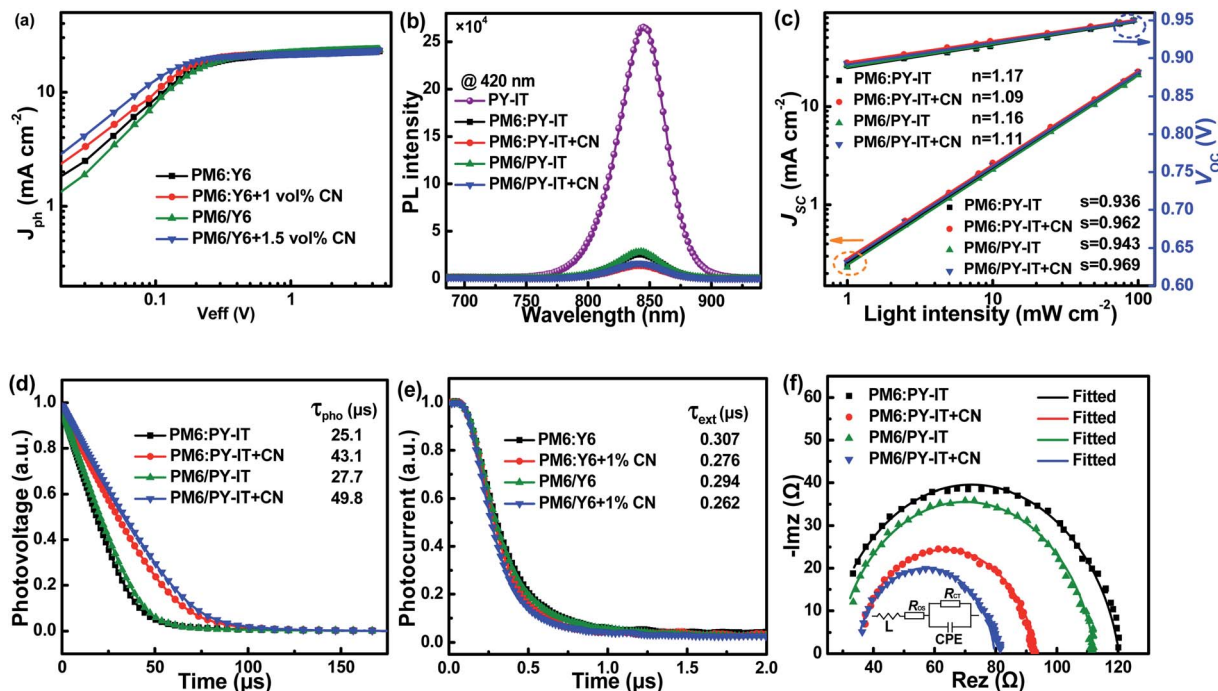 (a)
J_ph (mA cm⁻²)
10
1
PM6:Y6
PM6:Y6+1 vol% CN
PM6/Y6
PM6/Y6+1.5 vol% CN
0.1 1
Veff (V)
(b)
×10⁴
PL intensity
25
20
15
10
5
0
@ 420 nm
PY-IT
PM6:PY-IT
PM6:PY-IT+CN
PM6/PY-IT
PM6/PY-IT+CN
700 750 800 850 900
Wavelength (nm)
(c)
J_SC (mA cm⁻²)
10
1
PM6:PY-IT n=1.17
PM6:PY-IT+CN n=1.09
PM6/PY-IT n=1.16
PM6/PY-IT+CN n=1.11
PM6:PY-IT s=0.936
PM6:PY-IT+CN s=0.962
PM6/PY-IT s=0.943
PM6/PY-IT+CN s=0.969
0.95
0.90
0.85
0.80
0.75
0.70
0.65
0.60
V_OC (V)
1 10 100
Light intensity (mW cm⁻²)
(d)
Photovoltage (a.u.)
1.0
0.8
0.6
0.4
0.2
0.0
τ_pho (μs)
PM6:PY-IT 25.1
PM6:PY-IT+CN 43.1
PM6/PY-IT 27.7
PM6/PY-IT+CN 49.8
0 50 100 150
Time (μs)
(e)
Photocurrent (a.u.)
1.0
0.8
0.6
0.4
0.2
0.0
τ_ext (μs)
PM6:Y6 0.307
PM6:Y6+1% CN 0.276
PM6/Y6 0.294
PM6/Y6+1% CN 0.262
0.0 0.5 1.0 1.5 2.0
Time (μs)
(f)
-Imz (Ω)
50
40
30
20
10
0
PM6:PY-IT Fitted
PM6:PY-IT+CN Fitted
PM6/PY-IT Fitted
PM6/PY-IT+CN Fitted
L R_OS R_CT
CPE
40 60 80 100 120
Rez (Ω)